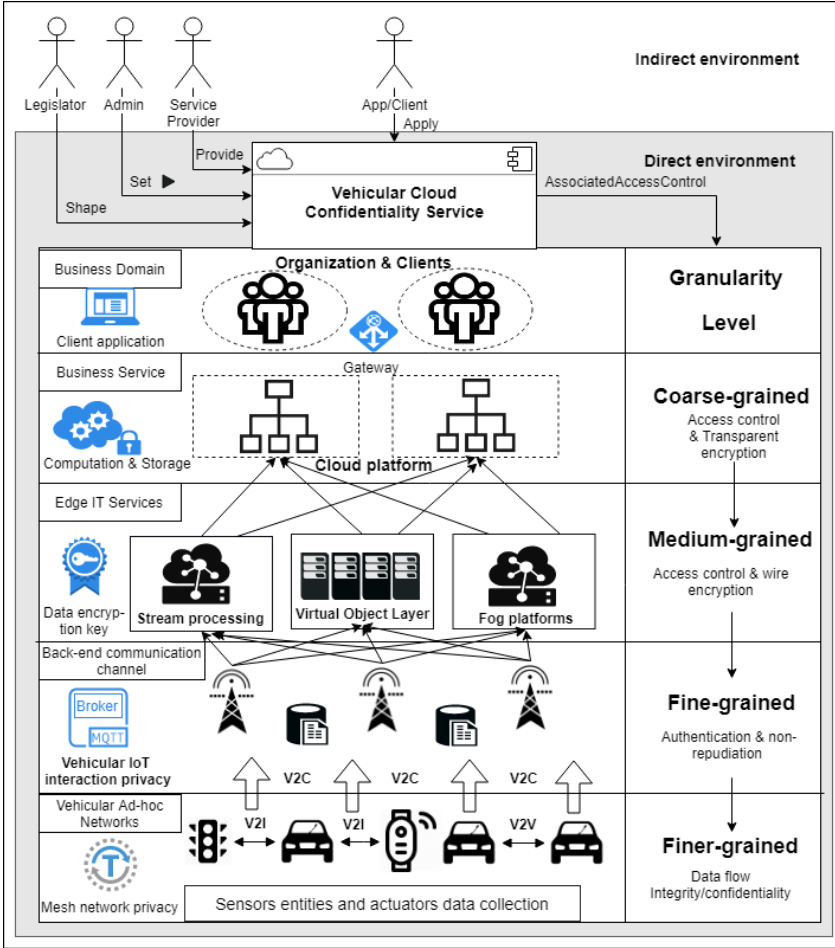 Indirect environment
Legislator
Admin
Service
Provider
App/Client
Apply
Provide
Set
Shape
Vehicular Cloud
Confidentiality Service
Direct environment
AssociatedAccessControl
Business Domain
Client application
Organization & Clients
Granularity
Level
Business Service
Gateway
Computation & Storage
Cloud platform
Coarse-grained
Access control
& Transparent
encryption
Edge IT Services
Data encryp-
tion key
Stream processing
Virtual Object Layer
Fog platforms
Medium-grained
Access control & wire
encryption
Back-end communication
channel
Broker
MQTT
Vehicular IoT
interaction privacy
V2C
V2C
V2C
Fine-grained
Authentication & non-
repudiation
Vehicular Ad-hoc
Networks
T
Mesh network privacy
V2I
V2I
V2V
Sensors entities and actuators data collection
Finer-grained
Data flow
Integrity/confidentiality